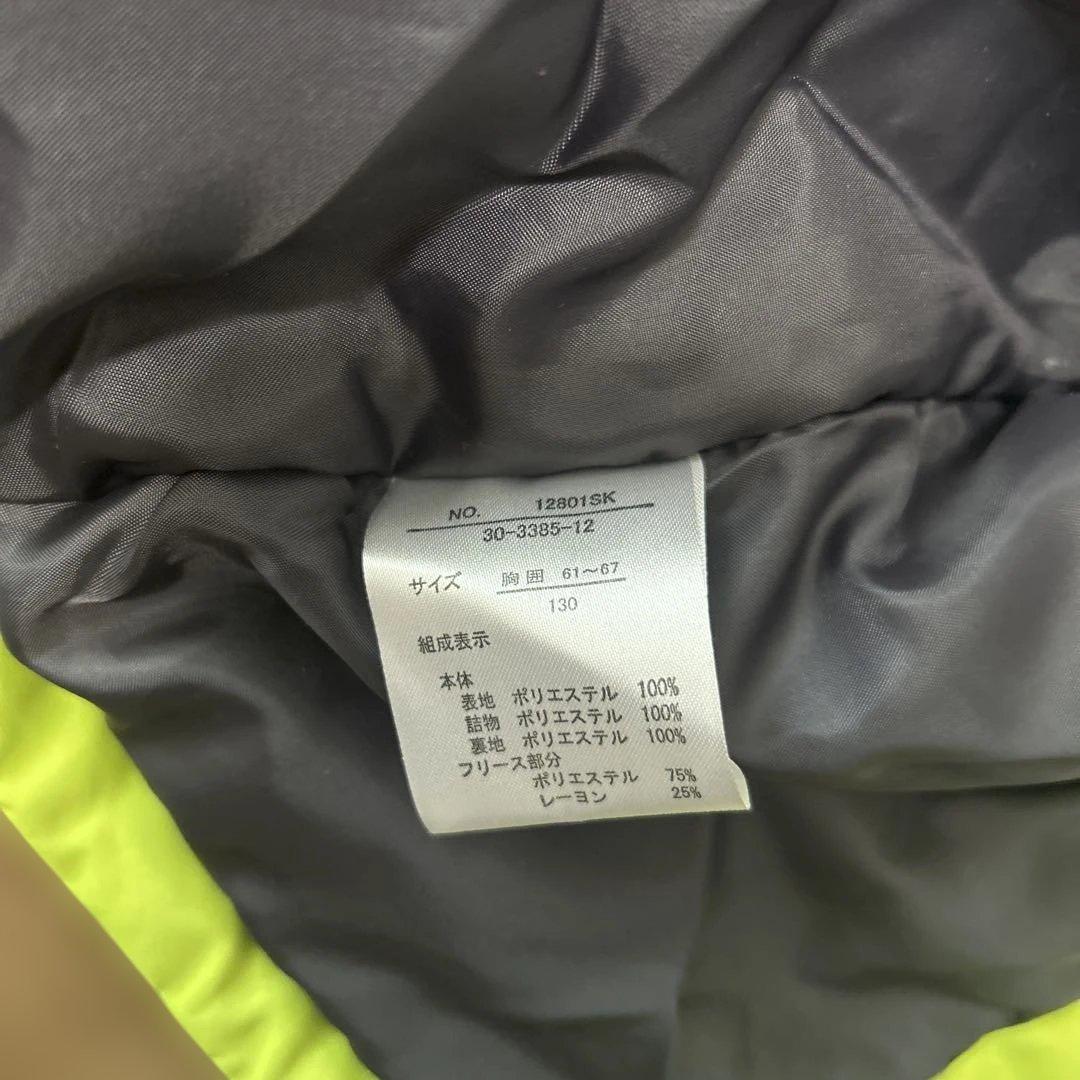 NO. 12801SK
30-3385-12
サイズ 胸囲 61〜67
130
組成表示
本体
表地 ポリエステル 100%
詰物 ポリエステル 100%
裏地 ポリエステル 100%
フリース部分
ポリエステル 75%
レーヨン 25%